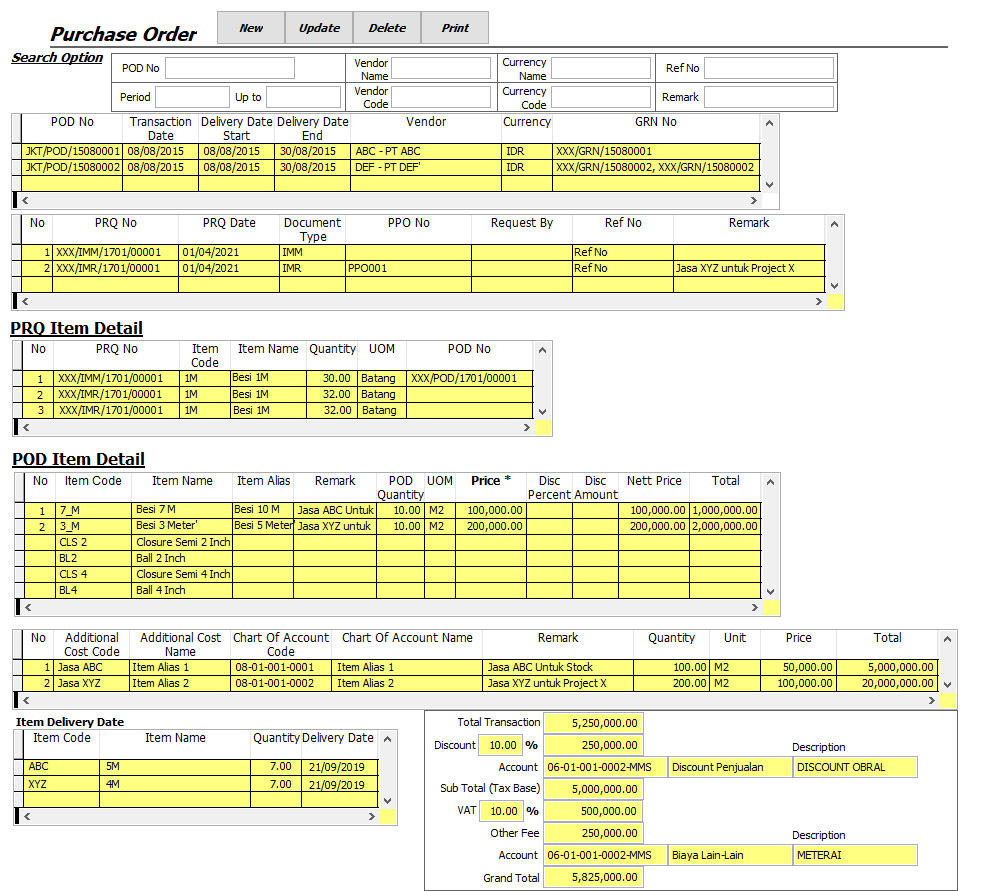 Purchase Order
New Update Delete Print
Search Option
POD No Vendor Name Currency Name Ref No
Period Up to Vendor Code Currency Code Remark
POD No Transaction Date Delivery Date Start Delivery Date End Vendor Currency GRN No
JKT/POD/15080001 08/08/2015 08/08/2015 30/08/2015 ABC - PT ABC IDR XXX/GRN/15080001
JKT/POD/15080002 08/08/2015 08/08/2015 30/08/2015 DEF - PT DEF' IDR XXX/GRN/15080002, XXX/GRN/15080002
No PRQ No PRQ Date Document Type PPO No Request By Ref No Remark
1 XXX/IMM/1701/00001 01/04/2021 IMM Ref No
2 XXX/IMR/1701/00001 01/04/2021 IMR PPO001 Ref No Jasa XYZ untuk Project X
PRQ Item Detail
No PRQ No Item Code Item Name Quantity UOM POD No
1 XXX/IMM/1701/00001 1M Besi 1M 30.00 Batang XXX/POD/1701/00001
2 XXX/IMR/1701/00001 1M Besi 1M 32.00 Batang
3 XXX/IMR/1701/00001 1M Besi 1M 32.00 Batang
POD Item Detail
No Item Code Item Name Item Alias Remark POD Quantity UOM Price * Disc Percent Disc Amount Nett Price Total
1 7_M Besi 7 M Besi 10 M Jasa ABC Untuk 10.00 M2 100,000.00 100,000.00 1,000,000.00
2 3_M Besi 3 Meter' Besi 5 Meter Jasa XYZ untuk 10.00 M2 200,000.00 200,000.00 2,000,000.00
CLS 2 Closure Semi 2 Inch
BL2 Ball 2 Inch
CLS 4 Closure Semi 4 Inch
BL4 Ball 4 Inch
No Additional Cost Code Additional Cost Name Chart Of Account Code Chart Of Account Name Remark Quantity Unit Price Total
1 Jasa ABC Item Alias 1 08-01-001-0001 Item Alias 1 Jasa ABC Untuk Stock 100.00 M2 50,000.00 5,000,000.00
2 Jasa XYZ Item Alias 2 08-01-001-0002 Item Alias 2 Jasa XYZ untuk Project X 200.00 M2 100,000.00 20,000,000.00
Item Delivery Date
Item Code Item Name Quantity Delivery Date
ABC 5M 7.00 21/09/2019
XYZ 4M 7.00 21/09/2019
Total Transaction 5,250,000.00
Discount 10.00 % 250,000.00 Description
Account 06-01-001-0002-MMS Discount Penjualan DISCOUNT OBRAL
Sub Total (Tax Base) 5,000,000.00
VAT 10.00 % 500,000.00
Other Fee 250,000.00 Description
Account 06-01-001-0002-MMS Biaya Lain-Lain METERAI
Grand Total 5,825,000.00